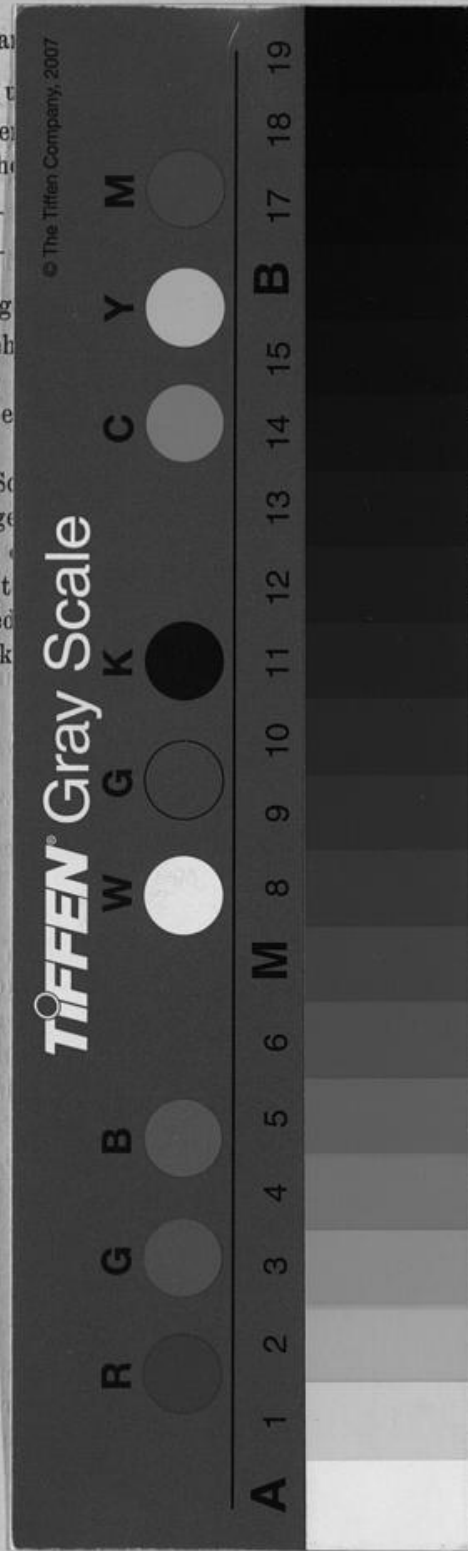 © The Tiffen Company, 2007
TIFFEN® Gray Scale
R G B W G K C Y M
A 1 2 3 4 5 6 M 8 9 10 11 12 13 14 15 B 17 18 19